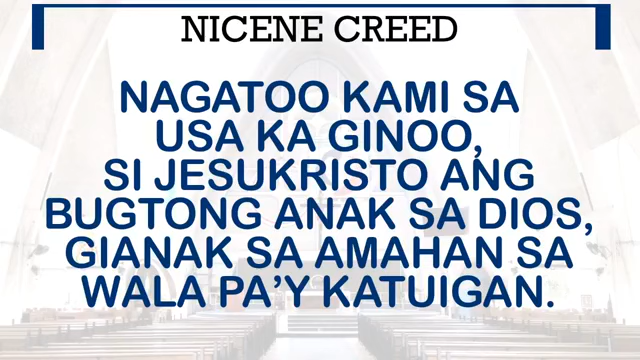 NICENE CREED
NAGATOO KAMI SA
USA KA GINOO,
SI JESUKRISTO ANG
BUGTONG ANAK SA DIOS,
GIANAK SA AMAHAN SA
WALA PA’Y KATUIGAN.